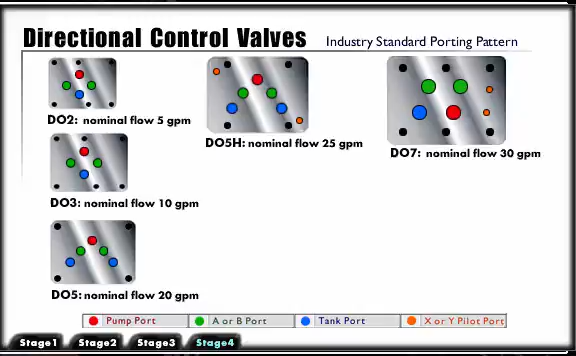 Directional Control Valves Industry Standard Porting Pattern
DO2: nominal flow 5 gpm
DO5H: nominal flow 25 gpm
DO7: nominal flow 30 gpm
DO3: nominal flow 10 gpm
DO5: nominal flow 20 gpm
Pump Port A or B Port Tank Port X or Y Pilot Port
Stage1 Stage2 Stage3 Stage4